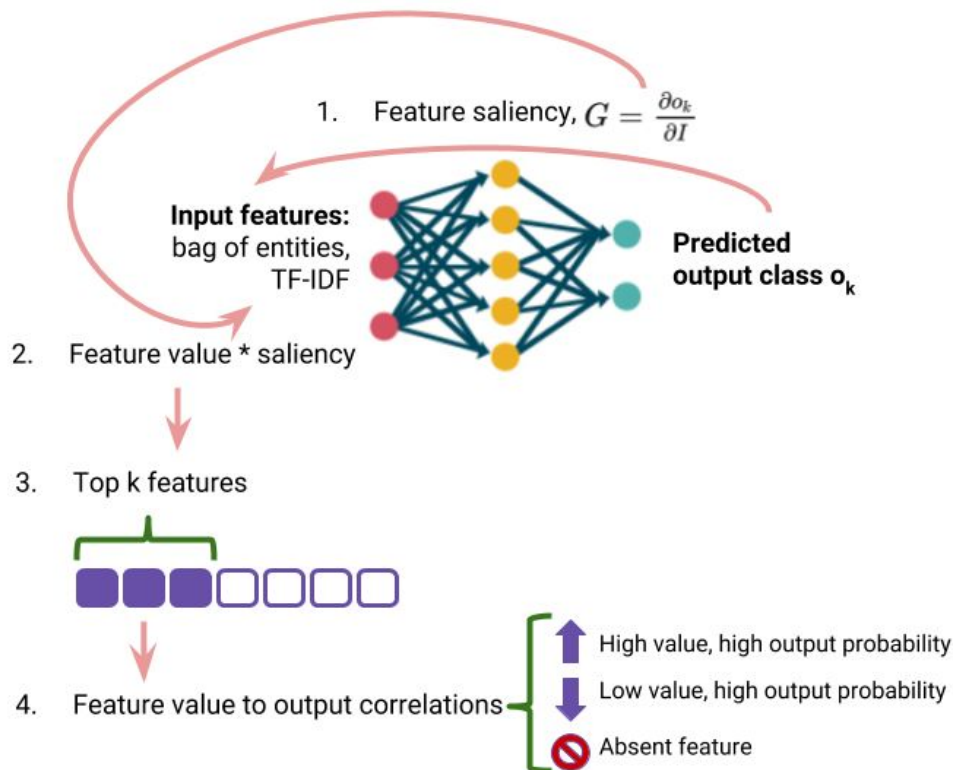 1. Feature saliency, G = ∂o_k / ∂I
Input features:
bag of entities,
TF-IDF
Predicted
output class o_k
2. Feature value * saliency
3. Top k features
4. Feature value to output correlations
High value, high output probability
Low value, high output probability
Absent feature